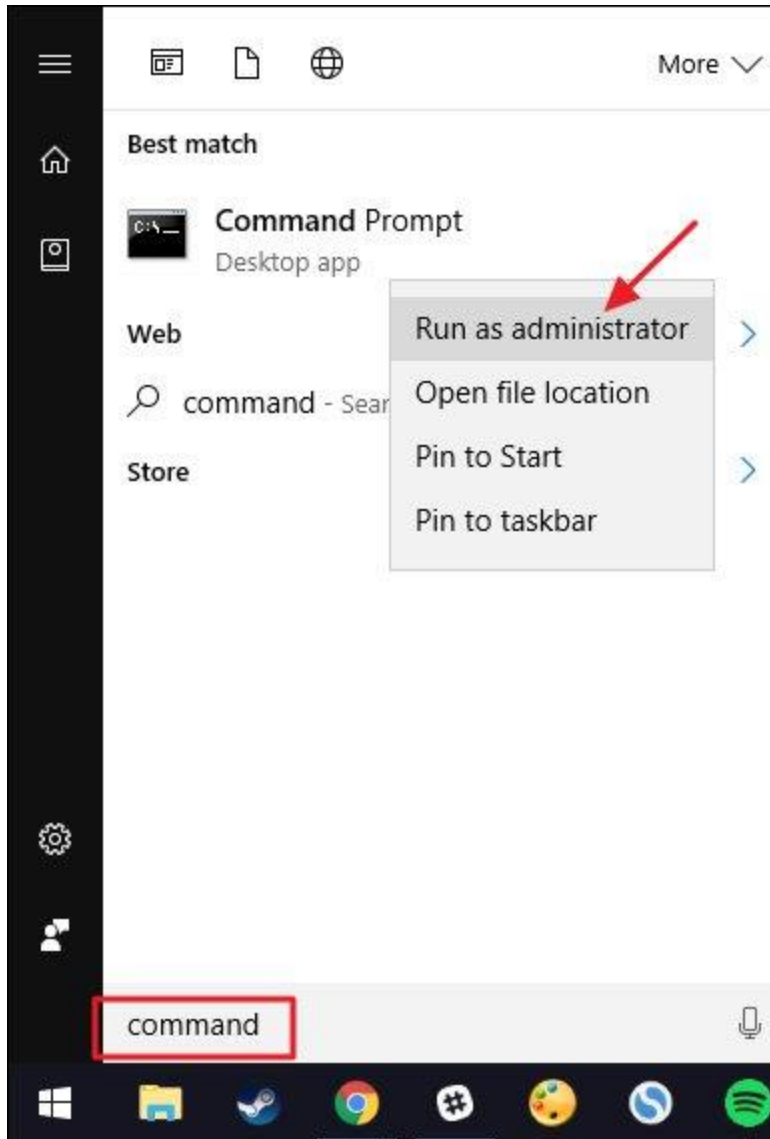 More
Best match
C:\_
Command Prompt
Desktop app
Run as administrator
Web
Open file location
command - Sear
Pin to Start
Store
Pin to taskbar
command